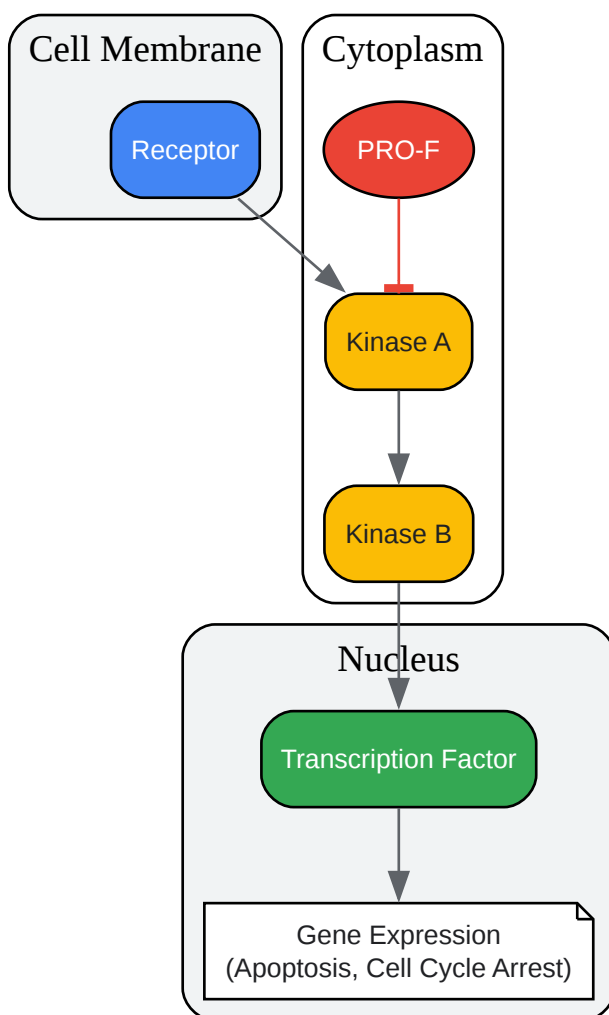 Cell Membrane
Receptor
Cytoplasm
PRO-F
Kinase A
Kinase B
Nucleus
Transcription Factor
Gene Expression
(Apoptosis, Cell Cycle Arrest)